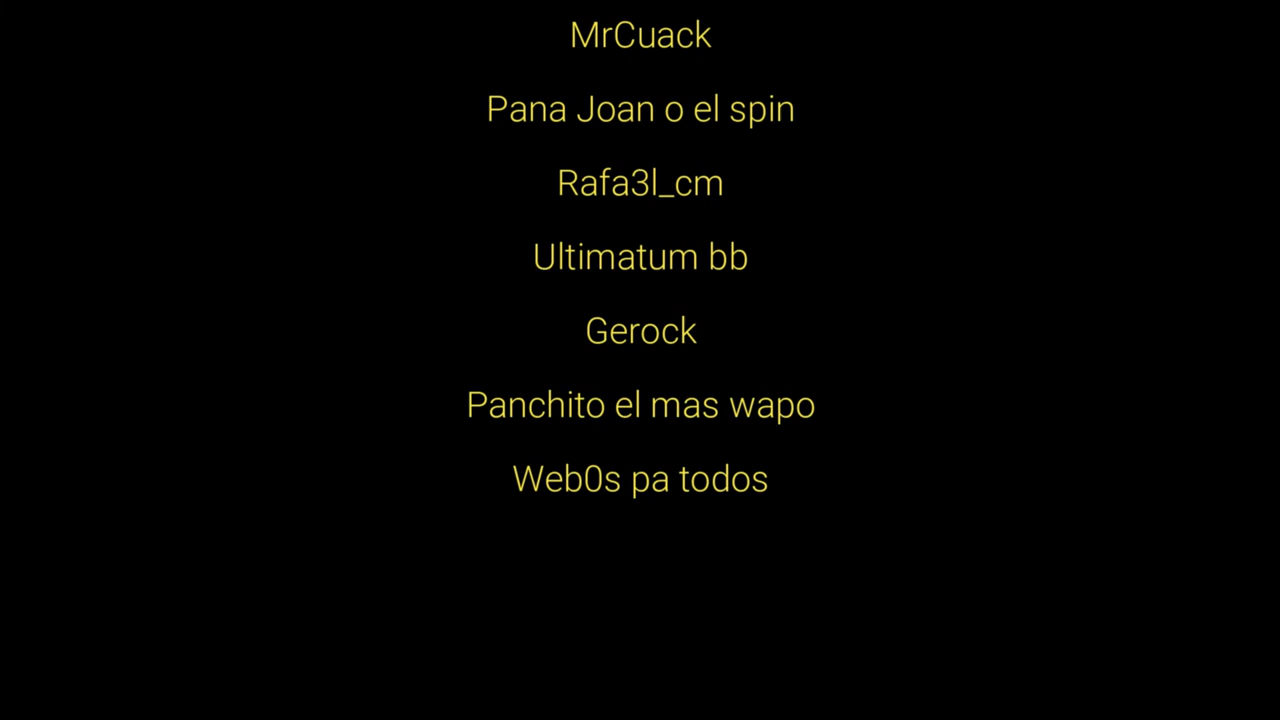 MrCuack
Pana Joan o el spin
Rafa3l_cm
Ultimatum bb
Gerock
Panchito el mas wapo
Web0s pa todos